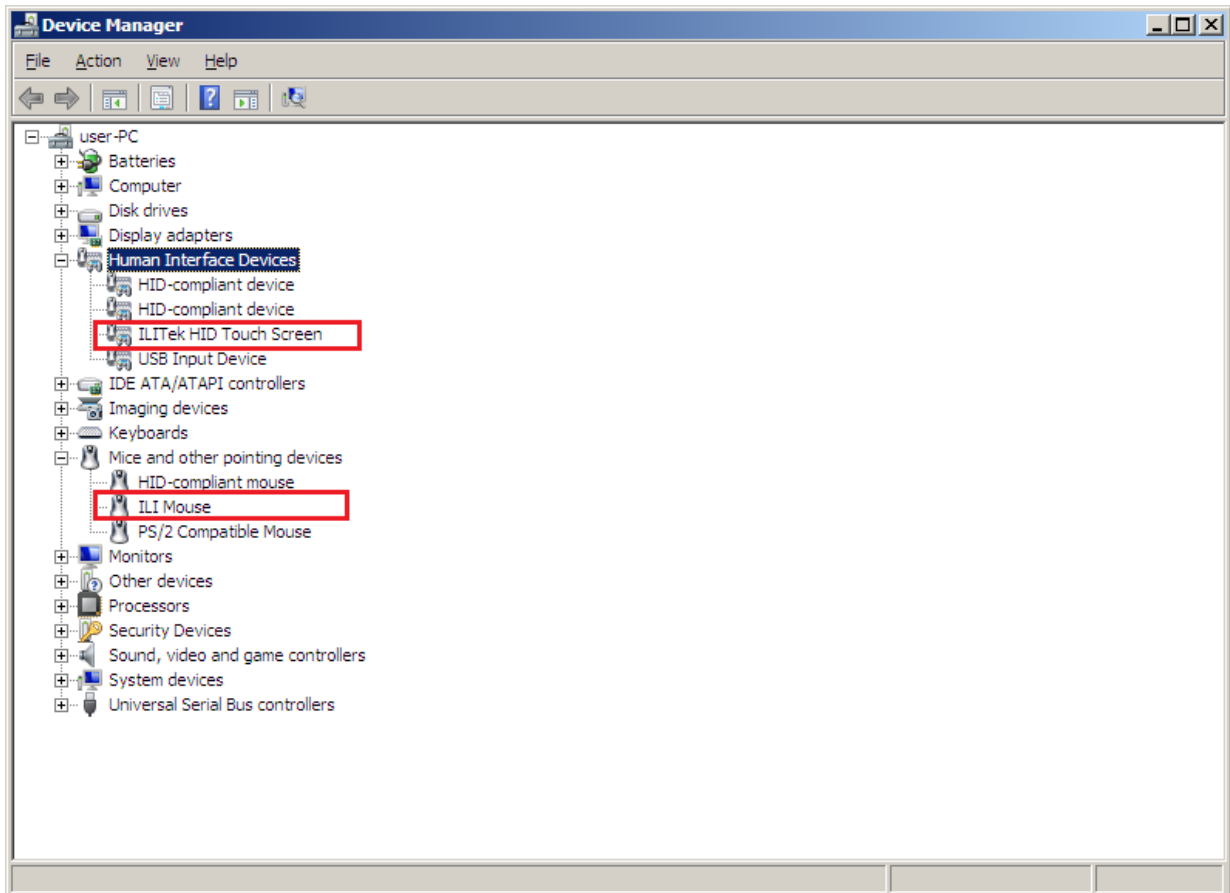 Device Manager
File Action View Help
user-PC
Batteries
Computer
Disk drives
Display adapters
Human Interface Devices
HID-compliant device
HID-compliant device
ILITek HID Touch Screen
USB Input Device
IDE ATA/ATAPI controllers
Imaging devices
Keyboards
Mice and other pointing devices
HID-compliant mouse
ILI Mouse
PS/2 Compatible Mouse
Monitors
Other devices
Processors
Security Devices
Sound, video and game controllers
System devices
Universal Serial Bus controllers